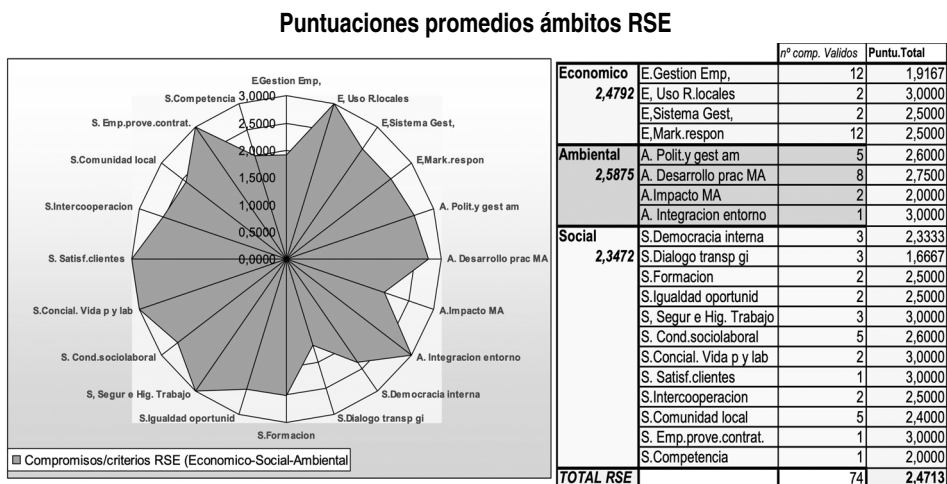 Puntuaciones promedios ámbitos RSE
E.Gestion Emp,
E, Uso R.locales
E,Sistema Gest,
E,Mark.respon
A. Polit.y gest am
A. Desarrollo prac MA
A.Impacto MA
A. Integracion entorno
S.Democracia interna
S.Dialogo transp gi
S.Formacion
S.Igualdad oportunid
S, Segur e Hig. Trabajo
S. Cond.sociolaboral
S.Concial. Vida p y lab
S. Satisf.clientes
S.Intercooperacion
S.Comunidad local
S. Emp.prove.contrat.
S.Competencia
3,0000
2,5000
2,0000
1,5000
1,0000
0,5000
0,0000
Compromisos/criterios RSE (Economico-Social-Ambiental
nº comp. Validos Puntu.Total
Economico E.Gestion Emp, 12 1,9167
2,4792 E, Uso R.locales 2 3,0000
E,Sistema Gest, 2 2,5000
E,Mark.respon 12 2,5000
Ambiental A. Polit.y gest am 5 2,6000
2,5875 A. Desarrollo prac MA 8 2,7500
A.Impacto MA 2 2,0000
A. Integracion entorno 1 3,0000
Social S.Democracia interna 3 2,3333
2,3472 S.Dialogo transp gi 3 1,6667
S.Formacion 2 2,5000
S.Igualdad oportunid 2 2,5000
S, Segur e Hig. Trabajo 3 3,0000
S. Cond.sociolaboral 5 2,6000
S.Concial. Vida p y lab 2 3,0000
S. Satisf.clientes 1 3,0000
S.Intercooperacion 2 2,5000
S.Comunidad local 5 2,4000
S. Emp.prove.contrat. 1 3,0000
S.Competencia 1 2,0000
TOTAL RSE 74 2,4713